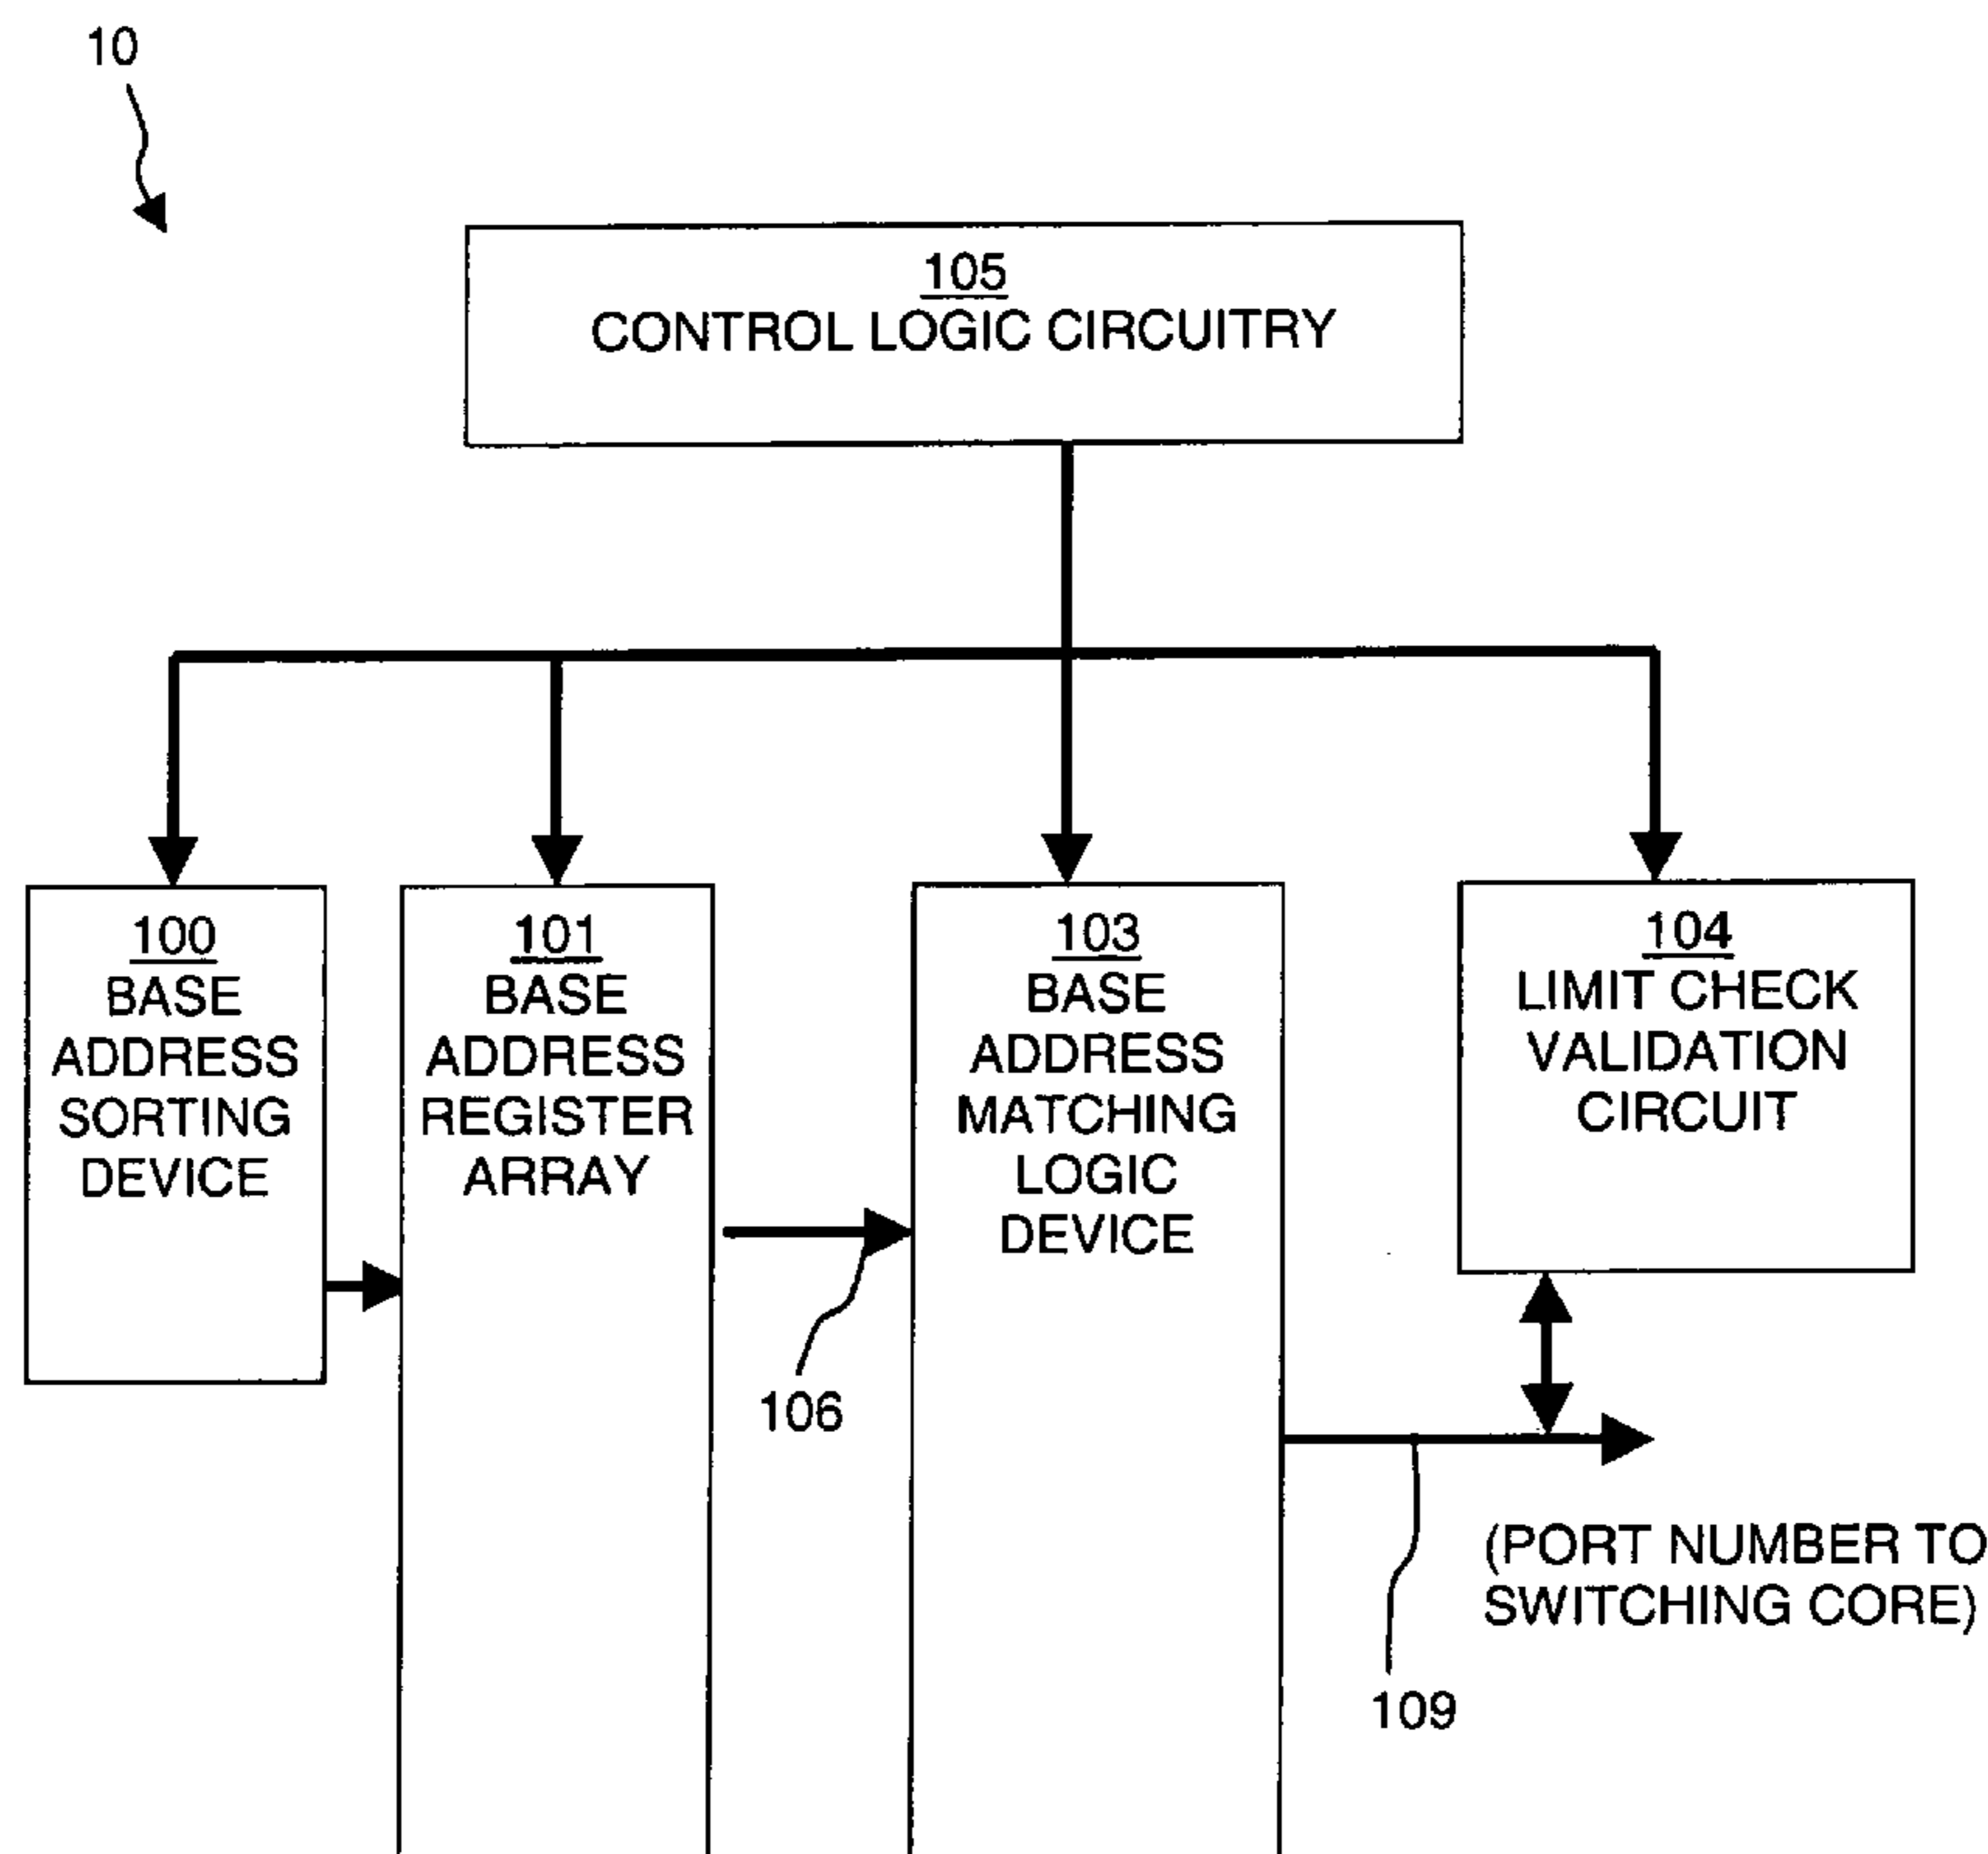 10
105
CONTROL LOGIC CIRCUITRY
100
BASE
ADDRESS
SORTING
DEVICE
101
BASE
ADDRESS
REGISTER
ARRAY
103
BASE
ADDRESS
MATCHING
LOGIC
DEVICE
104
LIMIT CHECK
VALIDATION
CIRCUIT
106
(PORT NUMBER TO
SWITCHING CORE)
109